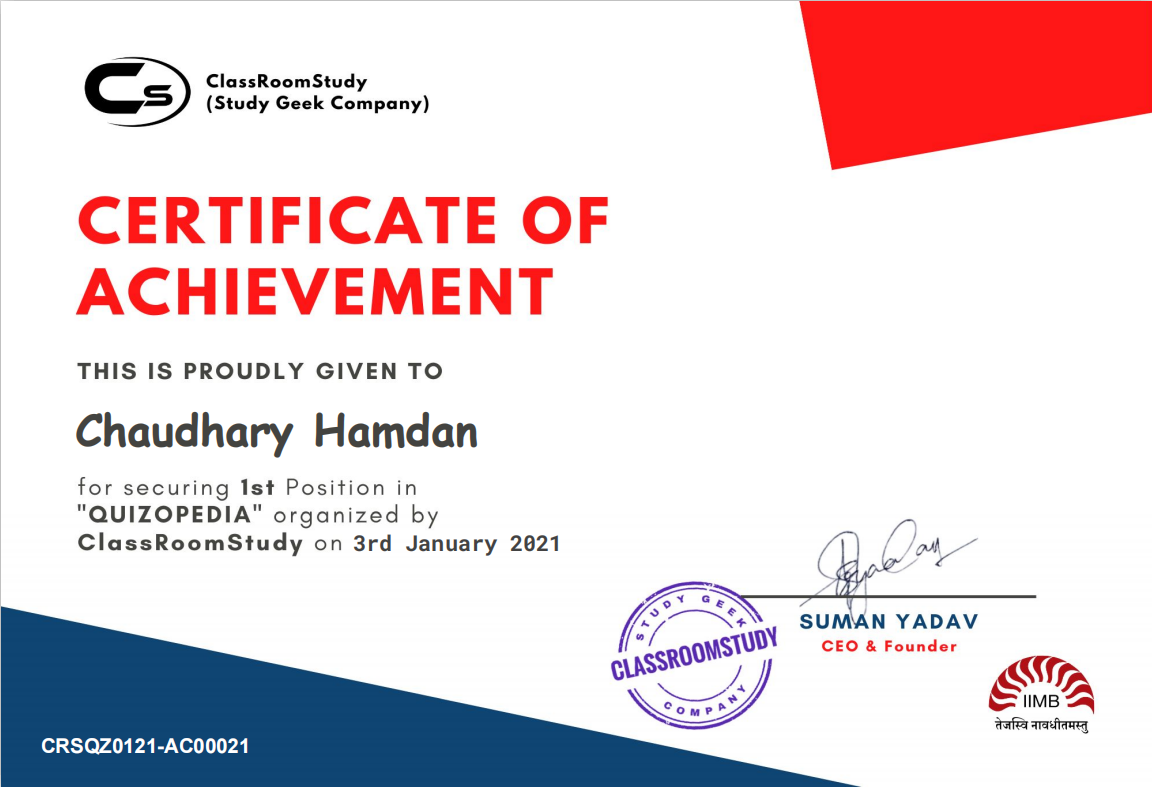 Cs
ClassRoomStudy
(Study Geek Company)
CERTIFICATE OF
ACHIEVEMENT
THIS IS PROUDLY GIVEN TO
Chaudhary Hamdan
for securing 1st Position in
"QUIZOPEDIA" organized by
ClassRoomStudy on 3rd January 2021
STUDY GEEK
CLASSROOMSTUDY
COMPANY
SUMAN YADAV
CEO & Founder
IIMB
तेजस्वि नावधीतमस्तु
CRSQZ0121-AC00021